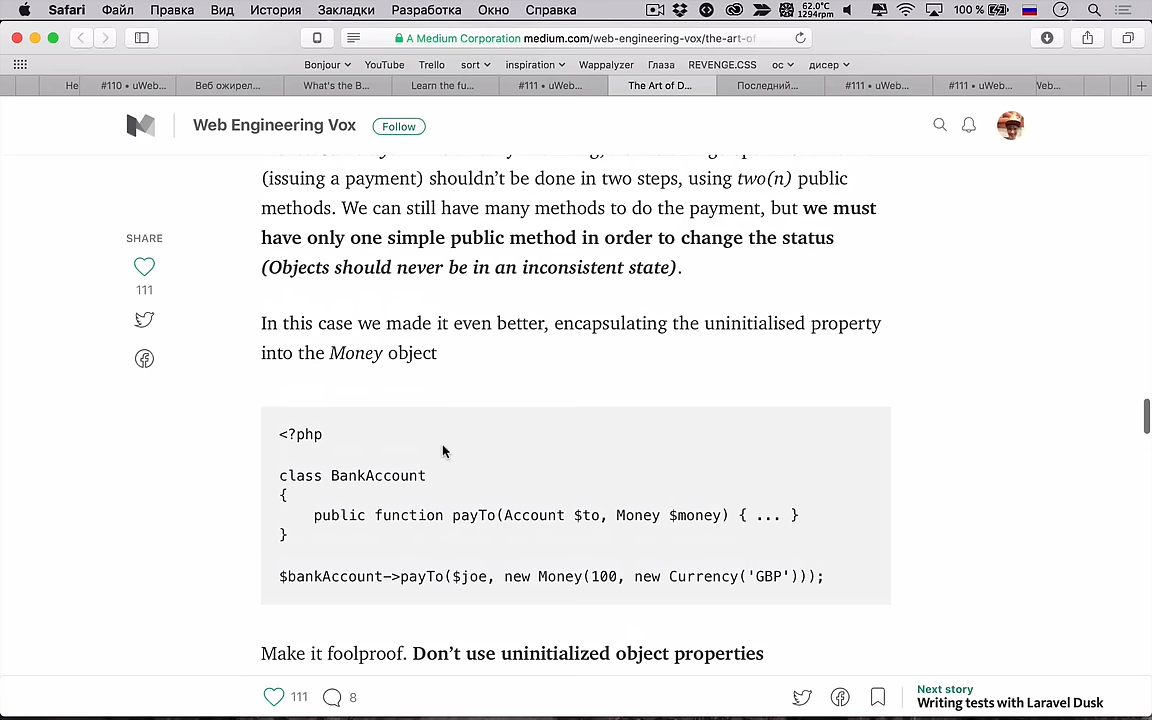 Safari Файл Правка Вид История Закладки Разработка Окно Справка 62.0°C 1294rpm 100 %
A Medium Corporation medium.com/web-engineering-vox/the-art-of
Bonjour YouTube Trello sort inspiration Wappalyzer Глаза REVENGE.CSS ос дисер
Не #110 • uWeb... Веб ожирел... What's the B... Learn the fu... #111 • uWeb... The Art of D... Последний... #111 • uWeb... #111 • uWeb... Web...
Web Engineering Vox Follow
(issuing a payment) shouldn't be done in two steps, using two(n) public
methods. We can still have many methods to do the payment, but we must
have only one simple public method in order to change the status
(Objects should never be in an inconsistent state).
SHARE
111
In this case we made it even better, encapsulating the uninitialised property
into the Money object
<?php
class BankAccount
{
public function payTo(Account $to, Money $money) { ... }
}
$bankAccount->payTo($joe, new Money(100, new Currency('GBP')));
Make it foolproof. Don't use uninitialized object properties
111 8
Next story
Writing tests with Laravel Dusk